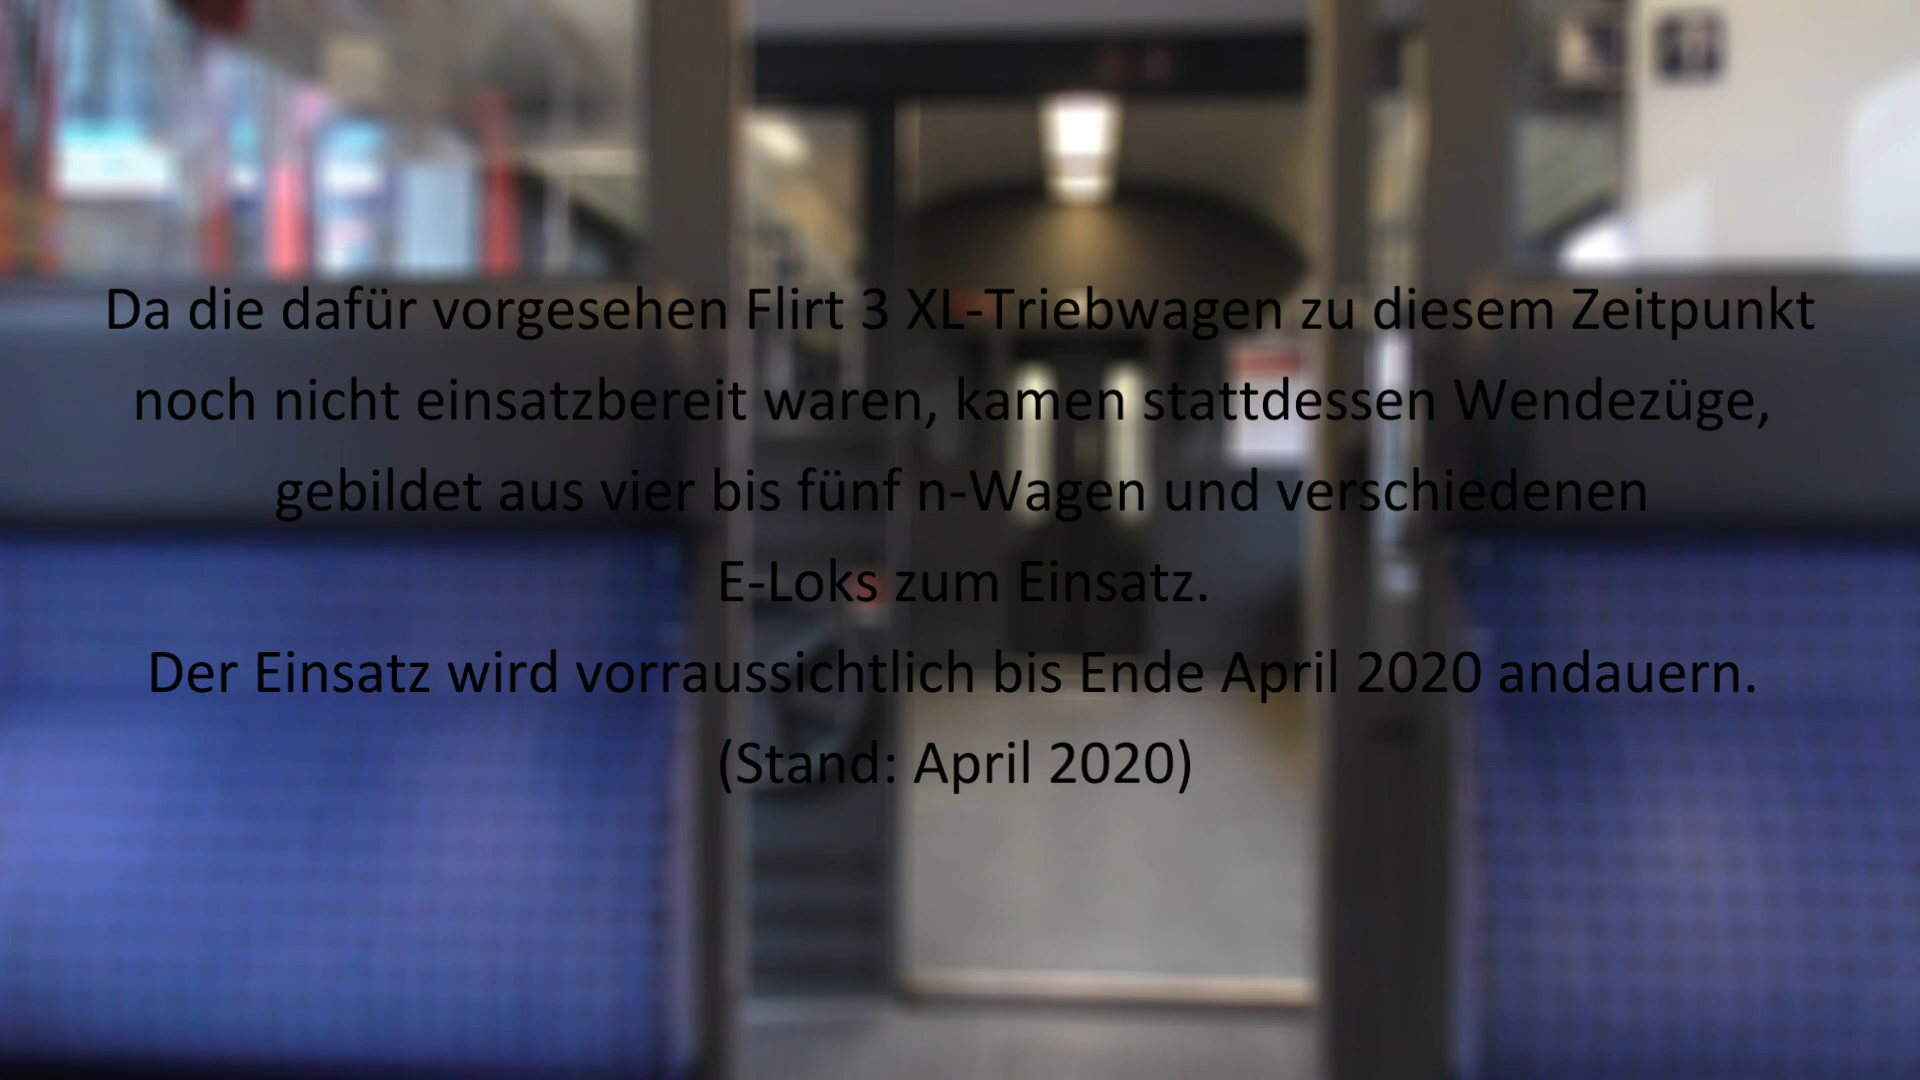 Da die dafür vorgesehen Flirt 3 XL-Triebwagen zu diesem Zeitpunkt
noch nicht einsatzbereit waren, kamen stattdessen Wendezüge,
gebildet aus vier bis fünf n-Wagen und verschiedenen
E-Loks zum Einsatz.
Der Einsatz wird vorraussichtlich bis Ende April 2020 andauern.
(Stand: April 2020)